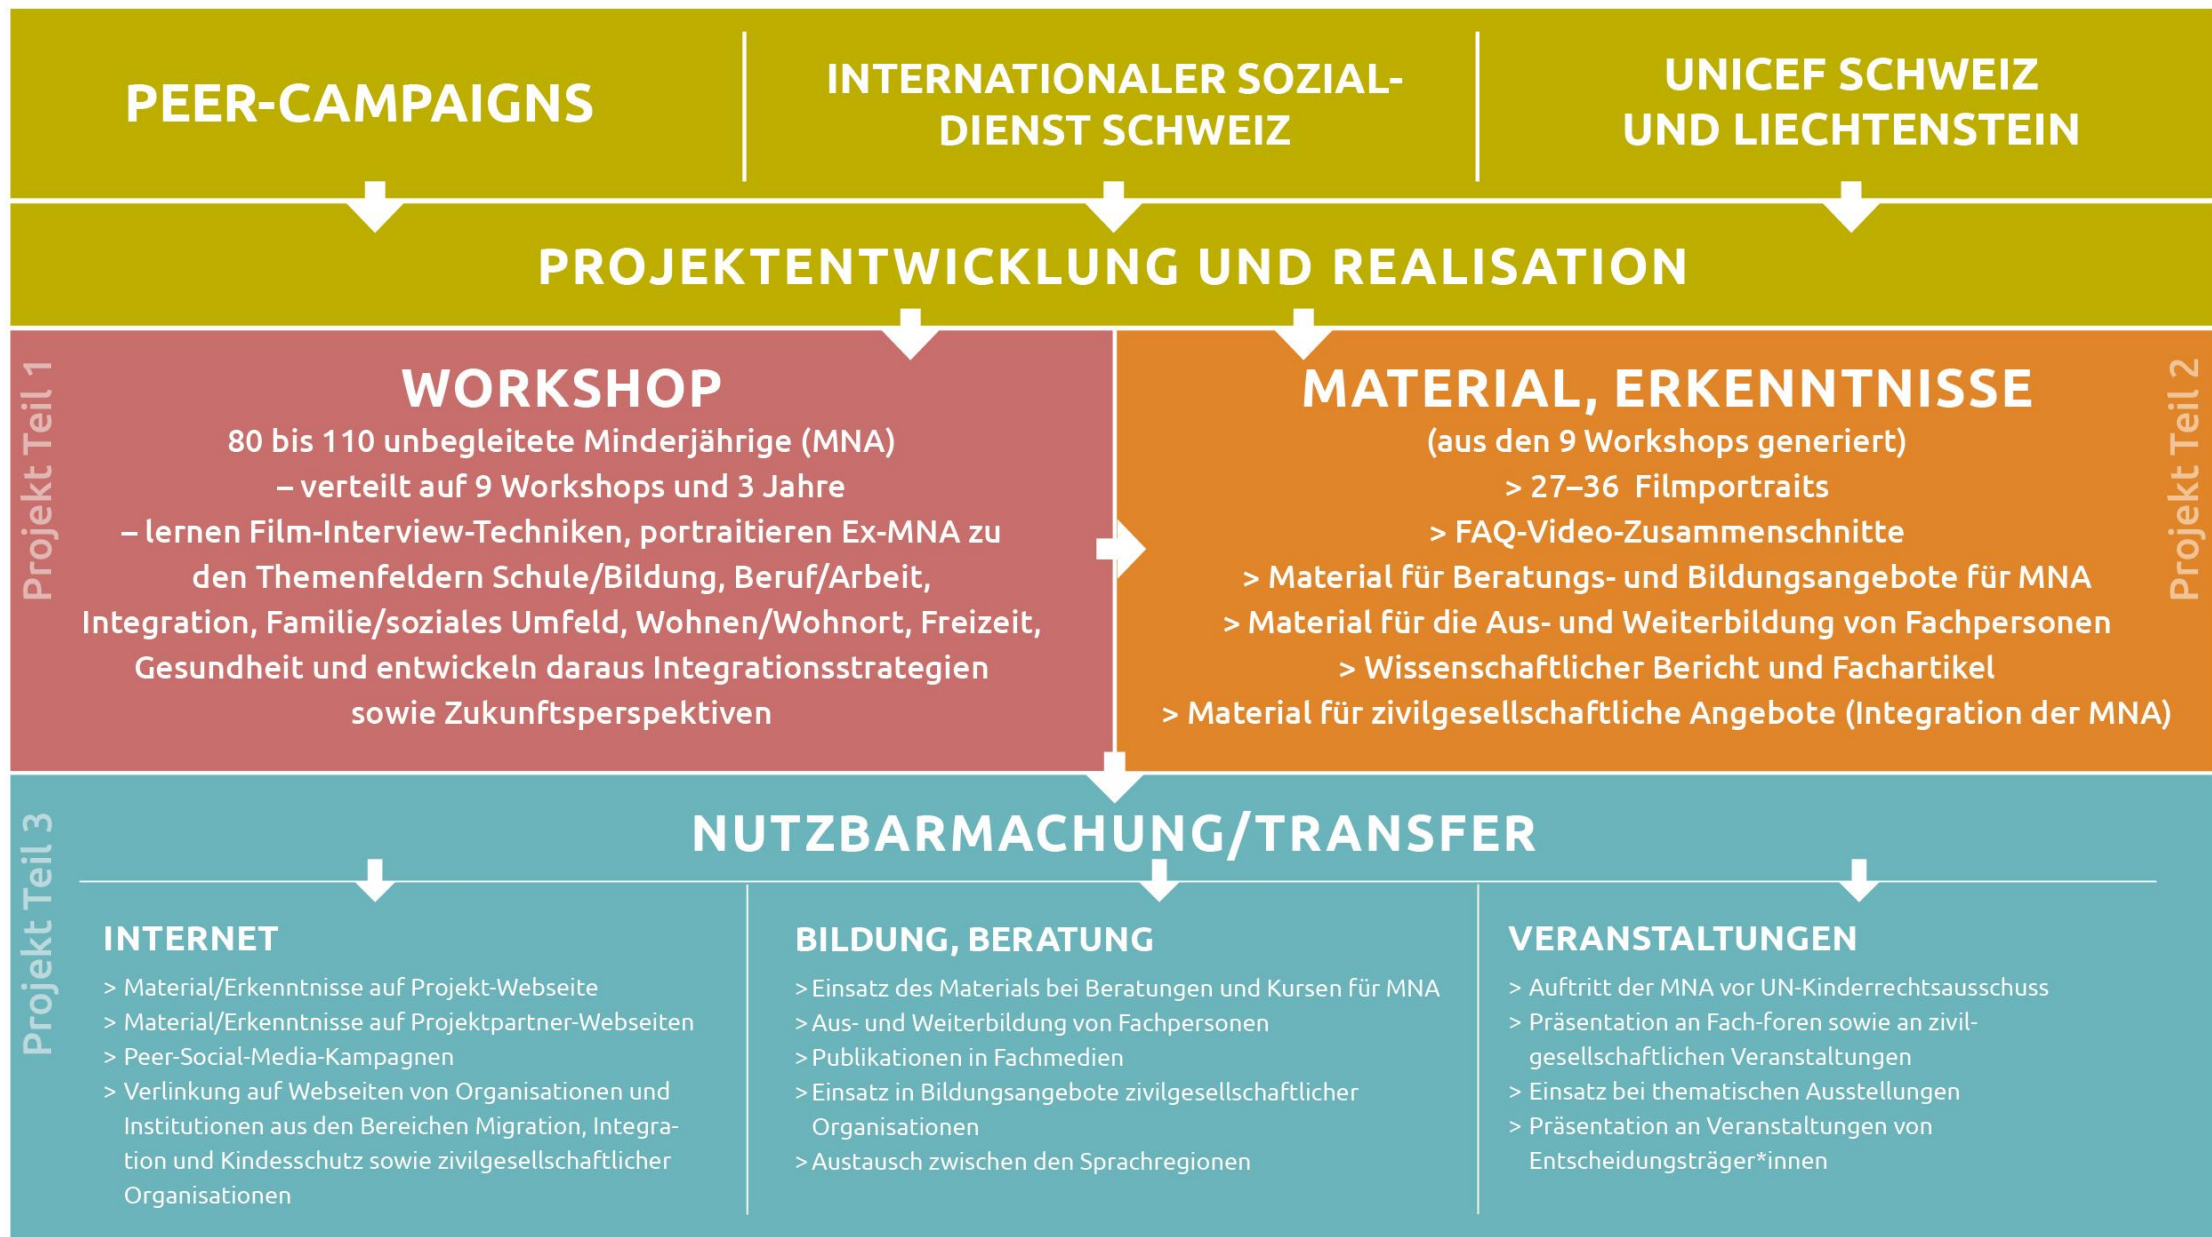 PEER-CAMPAIGNS
INTERNATIONALER SOZIAL-
DIENST SCHWEIZ
UNICEF SCHWEIZ
UND LIECHTENSTEIN
PROJEKTENTWICKLUNG UND REALISATION
Projekt Teil 1
WORKSHOP
80 bis 110 unbegleitete Minderjährige (MNA)
– verteilt auf 9 Workshops und 3 Jahre
– lernen Film-Interview-Techniken, portraitieren Ex-MNA zu
den Themenfeldern Schule/Bildung, Beruf/Arbeit,
Integration, Familie/soziales Umfeld, Wohnen/Wohnort, Freizeit,
Gesundheit und entwickeln daraus Integrationsstrategien
sowie Zukunftsperspektiven
Projekt Teil 2
MATERIAL, ERKENNTNISSE
(aus den 9 Workshops generiert)
> 27–36 Filmportraits
> FAQ-Video-Zusammenschnitte
> Material für Beratungs- und Bildungsangebote für MNA
> Material für die Aus- und Weiterbildung von Fachpersonen
> Wissenschaftlicher Bericht und Fachartikel
> Material für zivilgesellschaftliche Angebote (Integration der MNA)
Projekt Teil 3
NUTZBARMACHUNG/TRANSFER
INTERNET
> Material/Erkenntnisse auf Projekt-Webseite
> Material/Erkenntnisse auf Projektpartner-Webseiten
> Peer-Social-Media-Kampagnen
> Verlinkung auf Webseiten von Organisationen und
Institutionen aus den Bereichen Migration, Integra-
tion und Kindesschutz sowie zivilgesellschaftlicher
Organisationen
BILDUNG, BERATUNG
> Einsatz des Materials bei Beratungen und Kursen für MNA
> Aus- und Weiterbildung von Fachpersonen
> Publikationen in Fachmedien
> Einsatz in Bildungsangebote zivilgesellschaftlicher
Organisationen
> Austausch zwischen den Sprachregionen
VERANSTALTUNGEN
> Auftritt der MNA vor UN-Kinderrechtsausschuss
> Präsentation an Fach-foren sowie an zivil-
gesellschaftlichen Veranstaltungen
> Einsatz bei thematischen Ausstellungen
> Präsentation an Veranstaltungen von
Entscheidungsträger*innen